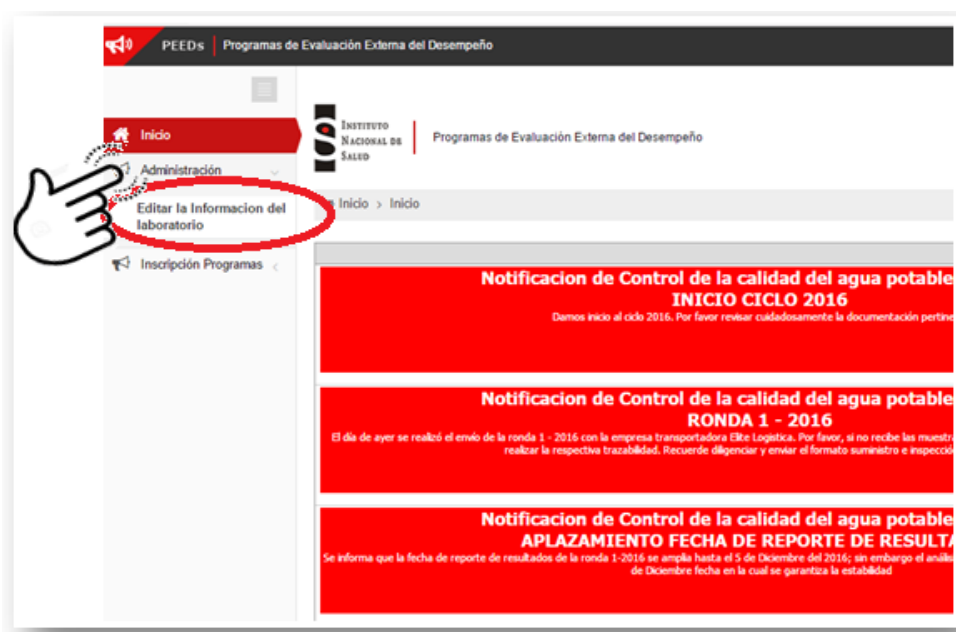 PEEDs Programas de Evaluación Externa del Desempeño
Inicio
Administración
Editar la Informacion del
laboratorio
Inscripción Programas
INSTITUTO
NACIONAL DE
SALUD
Programas de Evaluación Externa del Desempeño
Inicio > Inicio
Notificacion de Control de la calidad del agua potable
INICIO CICLO 2016
Damos inicio al ciclo 2016. Por favor revisar cuidadosamente la documentación pertine
Notificacion de Control de la calidad del agua potable
RONDA 1 - 2016
El día de ayer se realizó el envio de la ronda 1 - 2016 con la empresa transportadora Elite Logistica. Por favor, si no recibe las muestra
realizar la respectiva trazabilidad. Recuerde diligenciar y enviar el formato suministro e inspecció
Notificacion de Control de la calidad del agua potable
APLAZAMIENTO FECHA DE REPORTE DE RESULTA
Se informa que la fecha de reporte de resultados de la ronda 1-2016 se amplia hasta el 5 de Diciembre del 2016; sin embargo el anális
de Diciembre fecha en la cual se garantiza la estabilidad